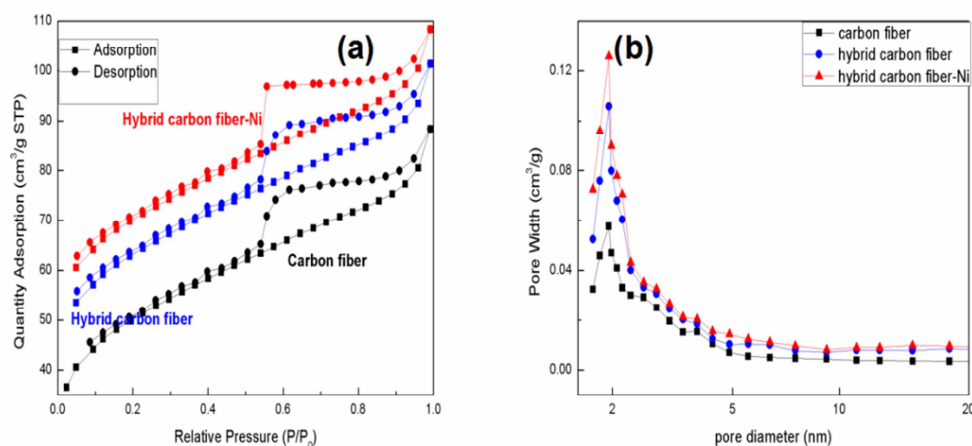 (a)
Adsorption
Desorption
Hybrid carbon fiber-Ni
Carbon fiber
Hybrid carbon fiber
Quantity Adsorption (cm³/g STP)
110
100
90
80
70
60
50
40
30
0.0 0.2 0.4 0.6 0.8 1.0
Relative Pressure (P/P₀)
(b)
carbon fiber
hybrid carbon fiber
hybrid carbon fiber-Ni
Pore Width (cm³/g)
0.12
0.08
0.04
0.00
2 5 10 20
pore diameter (nm)